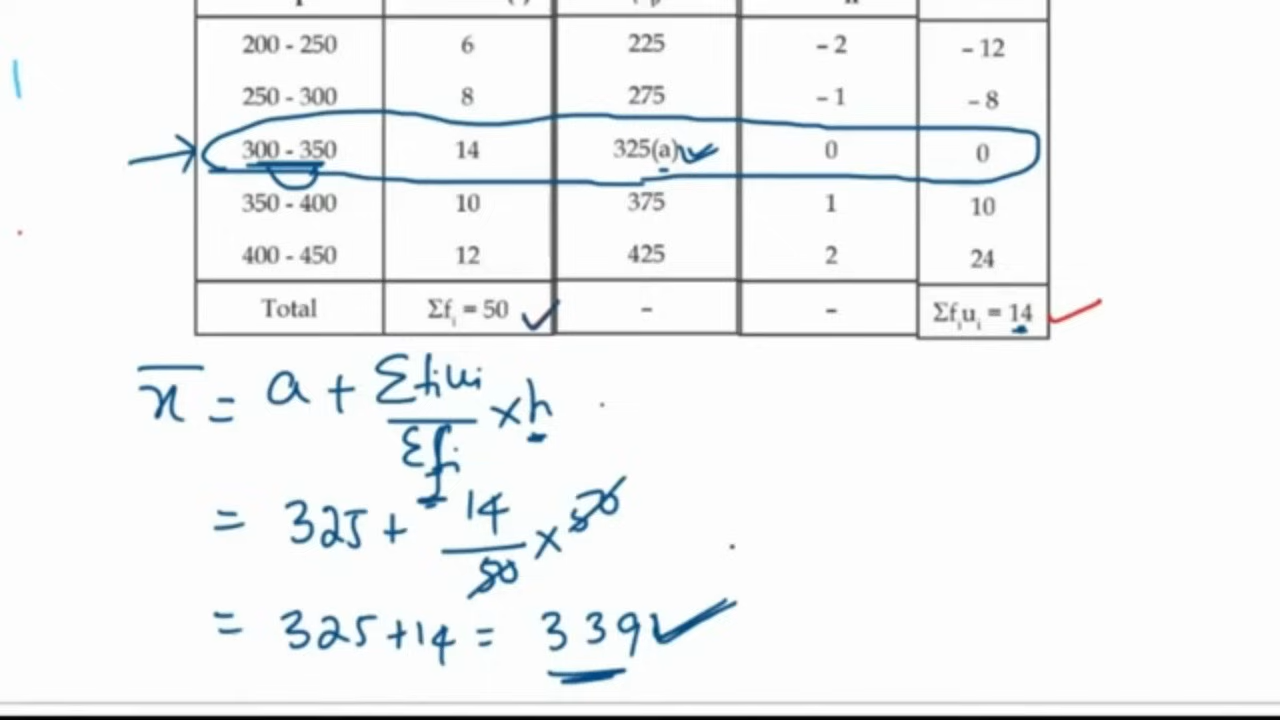 200 - 250 6 225 – 2 – 12
250 - 300 8 275 – 1 – 8
300 - 350 14 325(a) 0 0
350 - 400 10 375 1 10
400 - 450 12 425 2 24
Total Σfᵢ = 50 – – Σfᵢuᵢ = 14
x̄ = a + Σfᵢuᵢ/Σfᵢ × h
= 325 + 14/50 × 50
= 325 + 14 = 339